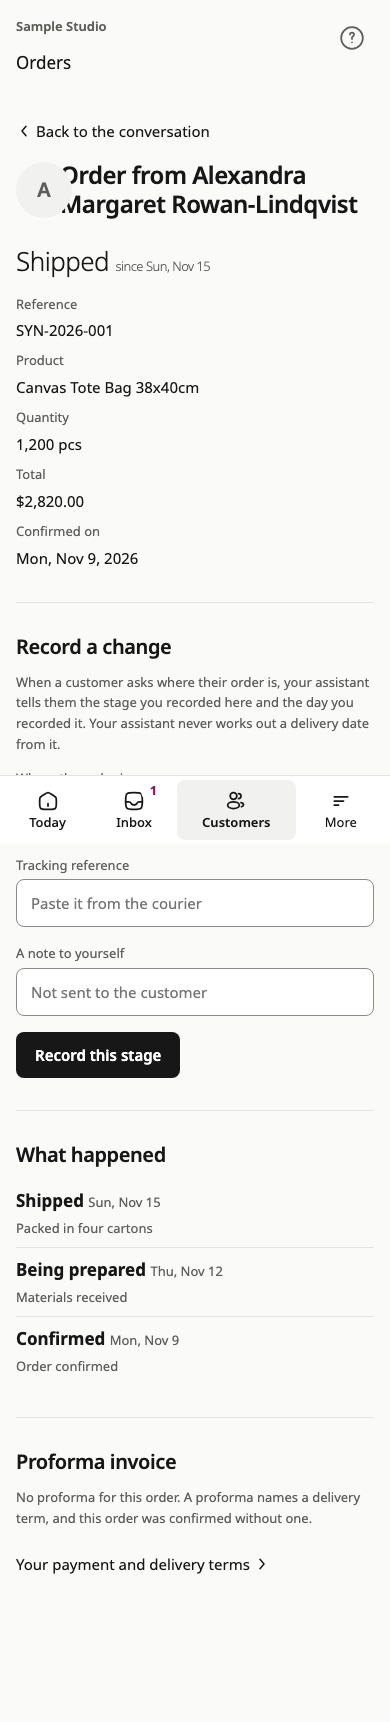 Sample Studio
Orders
Back to the conversation
A
Order from Alexandra
Margaret Rowan-Lindqvist
Shipped since Sun, Nov 15
Reference
SYN-2026-001
Product
Canvas Tote Bag 38x40cm
Quantity
1,200 pcs
Total
$2,820.00
Confirmed on
Mon, Nov 9, 2026
Record a change
When a customer asks where their order is, your assistant
tells them the stage you recorded here and the day you
recorded it. Your assistant never works out a delivery date
from it.
1
Today
Inbox
Customers
More
Tracking reference
Paste it from the courier
A note to yourself
Not sent to the customer
Record this stage
What happened
Shipped Sun, Nov 15
Packed in four cartons
Being prepared Thu, Nov 12
Materials received
Confirmed Mon, Nov 9
Order confirmed
Proforma invoice
No proforma for this order. A proforma names a delivery
term, and this order was confirmed without one.
Your payment and delivery terms